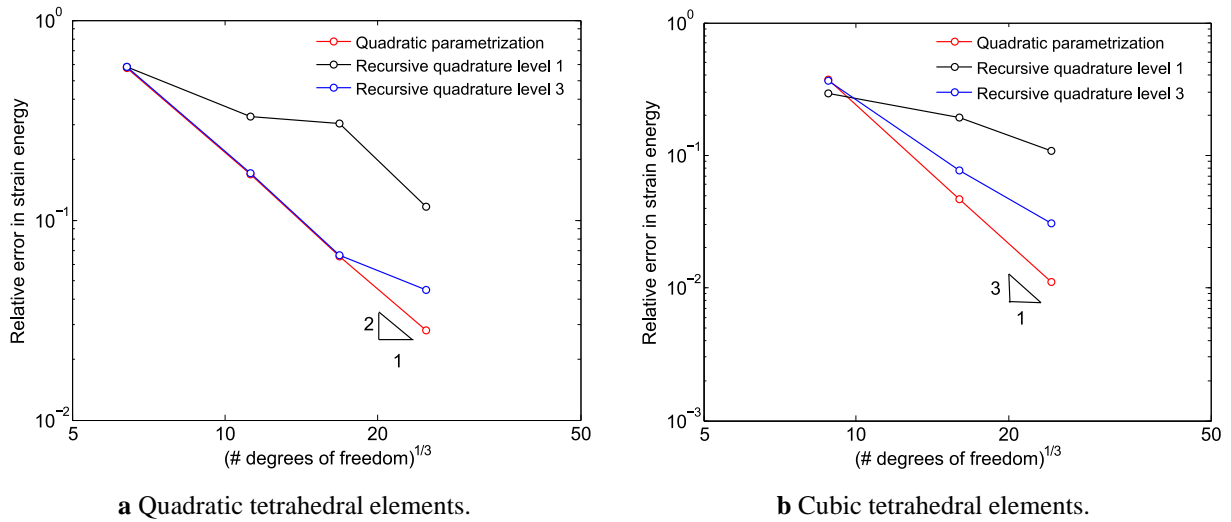 10^0
Quadratic parametrization
Recursive quadrature level 1
Recursive quadrature level 3
Relative error in strain energy
10^-1
10^-2
2
1
5
10
20
50
(# degrees of freedom)^1/3
a Quadratic tetrahedral elements.
10^0
Quadratic parametrization
Recursive quadrature level 1
Recursive quadrature level 3
Relative error in strain energy
10^-1
10^-2
10^-3
3
1
5
10
20
50
(# degrees of freedom)^1/3
b Cubic tetrahedral elements.